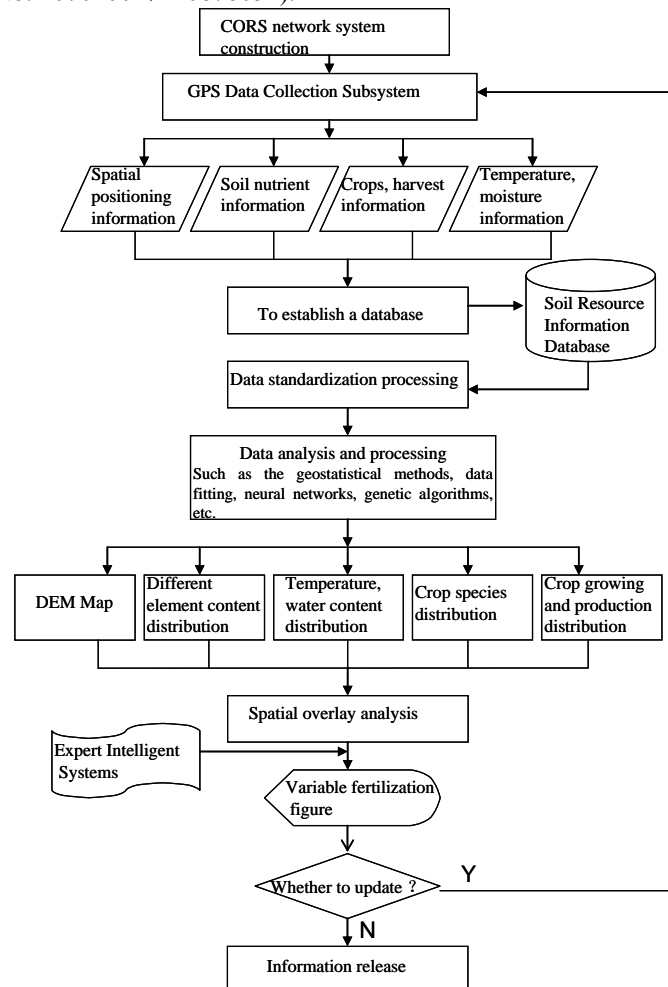 CORS network system
construction
GPS Data Collection Subsystem
Spatial
positioning
information
Soil nutrient
information
Crops, harvest
information
Temperature,
moisture
information
To establish a database
Soil Resource
Information
Database
Data standardization processing
Data analysis and processing
Such as the geostatistical methods, data
fitting, neural networks, genetic algorithms,
etc.
DEM Map
Different
element content
distribution
Temperature,
water content
distribution
Crop species
distribution
Crop growing
and production
distribution
Spatial overlay analysis
Expert Intelligent
Systems
Variable fertilization
figure
Whether to update ?
Y
N
Information release